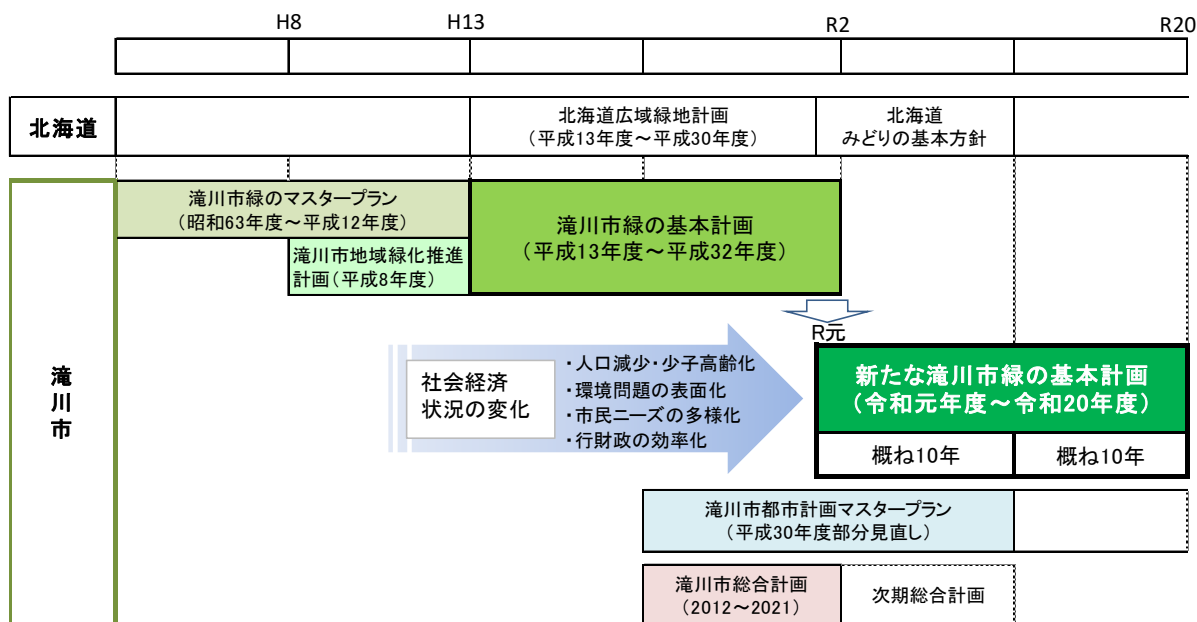 H8
H13
R2
R20
北海道
北海道広域緑地計画
（平成13年度～平成30年度）
北海道
みどりの基本方針
滝川市
滝川市緑のマスタープラン
（昭和63年度～平成12年度）
滝川市地域緑化推進
計画（平成8年度）
滝川市緑の基本計画
（平成13年度～平成32年度）
R元
社会経済
状況の変化
・人口減少・少子高齢化
・環境問題の表面化
・市民ニーズの多様化
・行財政の効率化
新たな滝川市緑の基本計画
（令和元年度～令和20年度）
概ね10年
概ね10年
滝川市都市計画マスタープラン
（平成30年度部分見直し）
滝川市総合計画
（2012～2021）
次期総合計画